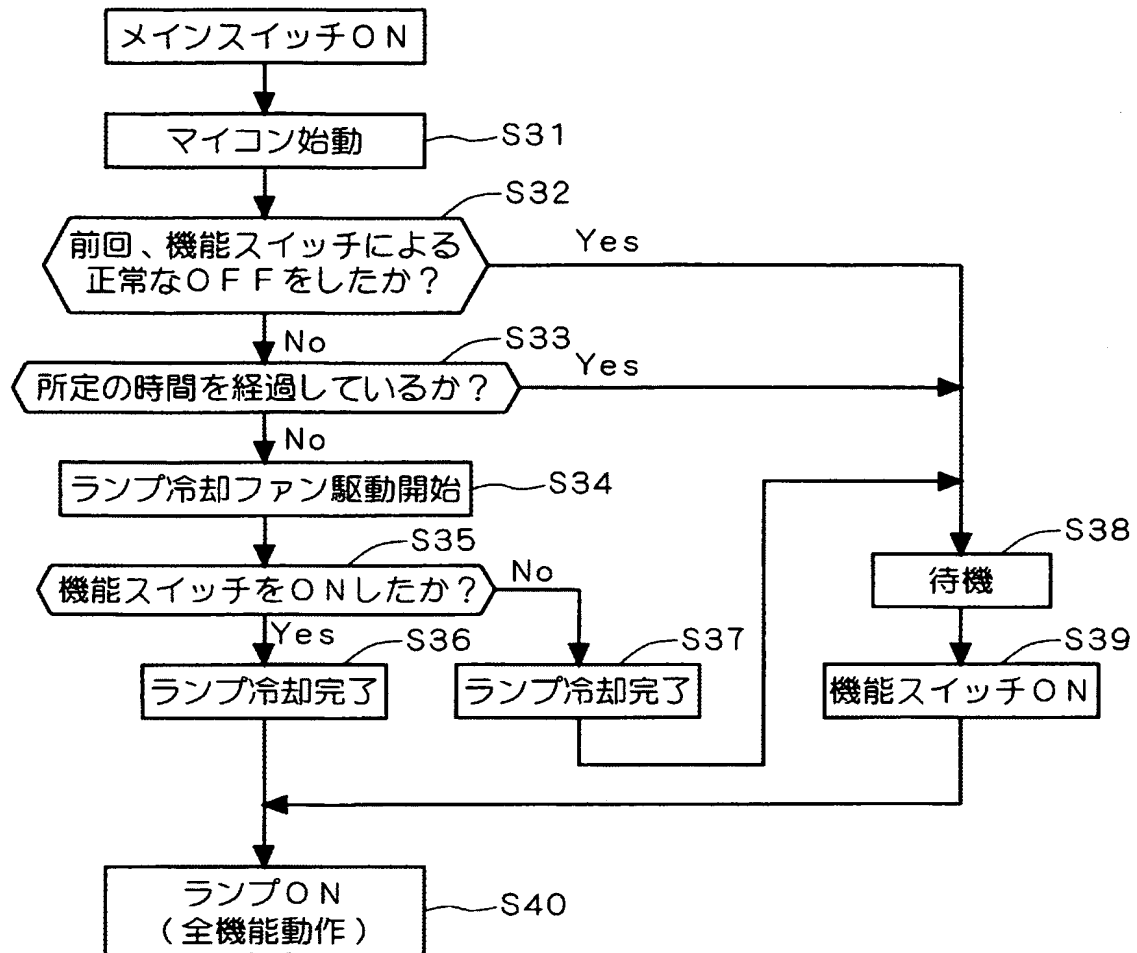 メインスイッチON
マイコン始動
S31
S32
前回、機能スイッチによる
正常なOFFをしたか？
Yes
No
S33
所定の時間を経過しているか？
Yes
No
ランプ冷却ファン駆動開始
S34
S35
機能スイッチをONしたか？
No
Yes
S36
ランプ冷却完了
S37
ランプ冷却完了
S38
待機
S39
機能スイッチON
ランプON
（全機能動作）
S40